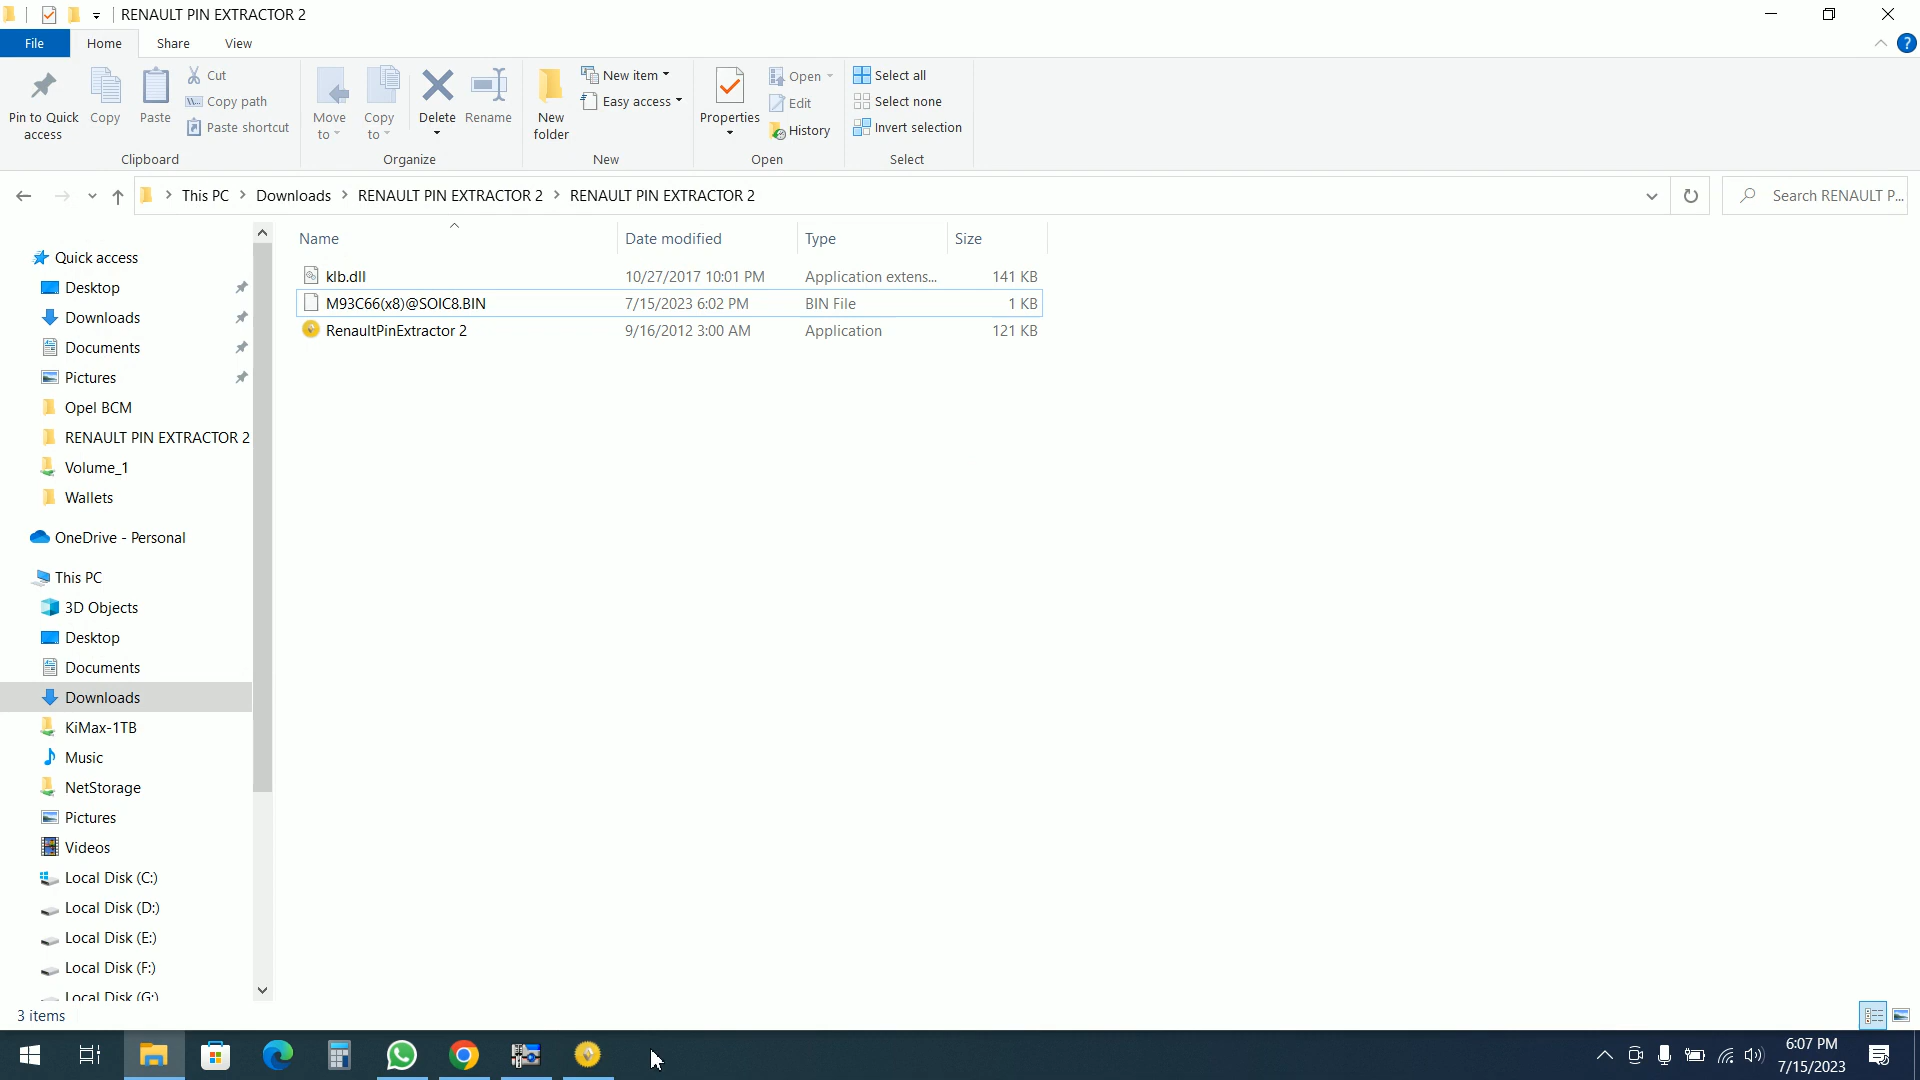 RENAULT PIN EXTRACTOR 2
File Home Share View
Pin to Quick access
Copy
Paste
Cut
Copy path
Paste shortcut
Clipboard
Move to
Copy to
Delete
Rename
Organize
New folder
New item
Easy access
New
Properties
Open
Edit
History
Open
Select all
Select none
Invert selection
Select
This PC Downloads RENAULT PIN EXTRACTOR 2 RENAULT PIN EXTRACTOR 2
Search RENAULT P...
Name Date modified Type Size
klb.dll 10/27/2017 10:01 PM Application extens... 141 KB
M93C66(x8)@SOIC8.BIN 7/15/2023 6:02 PM BIN File 1 KB
RenaultPinExtractor 2 9/16/2012 3:00 AM Application 121 KB
Quick access
Desktop
Downloads
Documents
Pictures
Opel BCM
RENAULT PIN EXTRACTOR 2
Volume_1
Wallets
OneDrive - Personal
This PC
3D Objects
Desktop
Documents
Downloads
KiMax-1TB
Music
NetStorage
Pictures
Videos
Local Disk (C:)
Local Disk (D:)
Local Disk (E:)
Local Disk (F:)
Local Disk (G:)
3 items
6:07 PM
7/15/2023